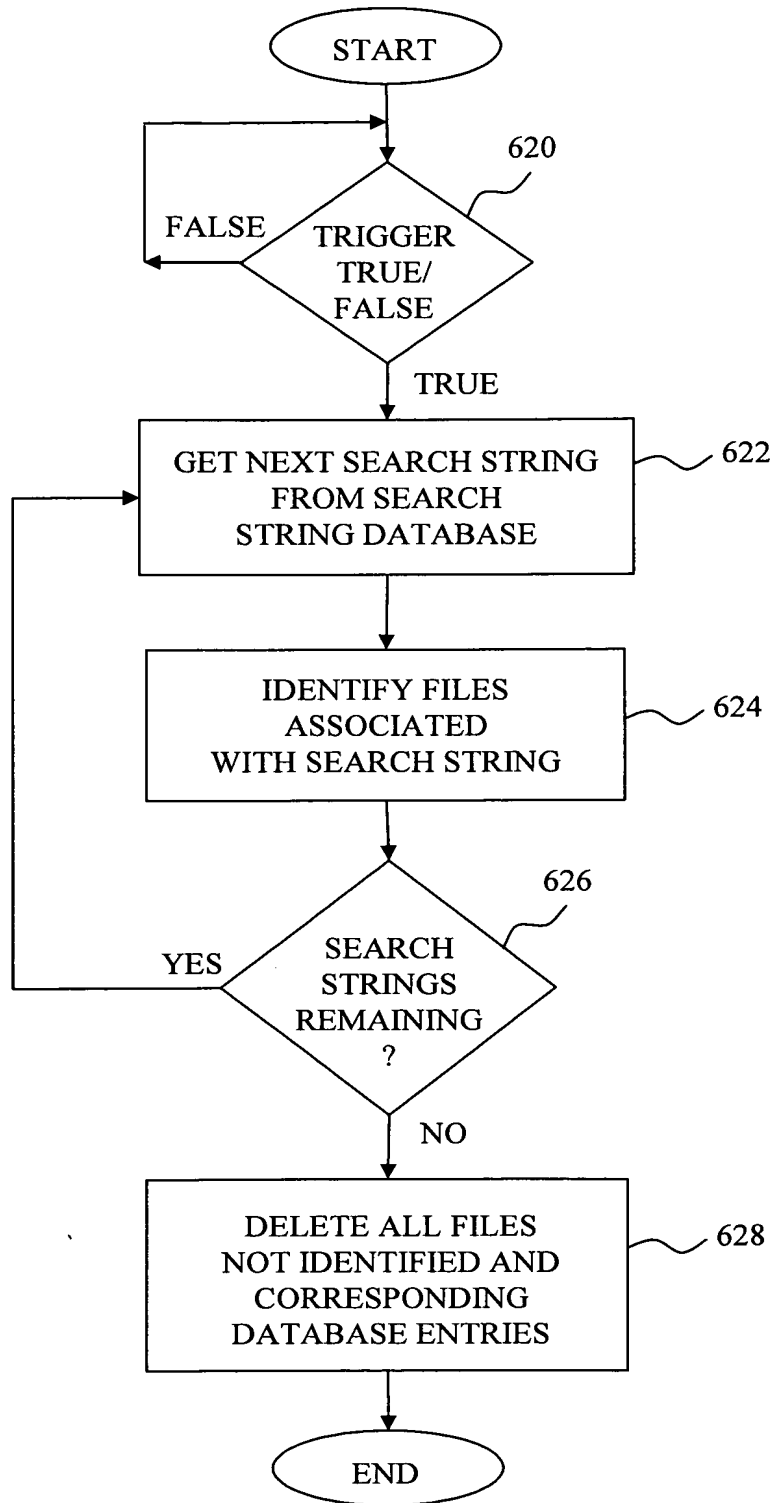 START
620
FALSE
TRIGGER
TRUE/
FALSE
TRUE
GET NEXT SEARCH STRING
FROM SEARCH
STRING DATABASE
622
IDENTIFY FILES
ASSOCIATED
WITH SEARCH STRING
624
626
YES
SEARCH
STRINGS
REMAINING
?
NO
DELETE ALL FILES
NOT IDENTIFIED AND
CORRESPONDING
DATABASE ENTRIES
628
END